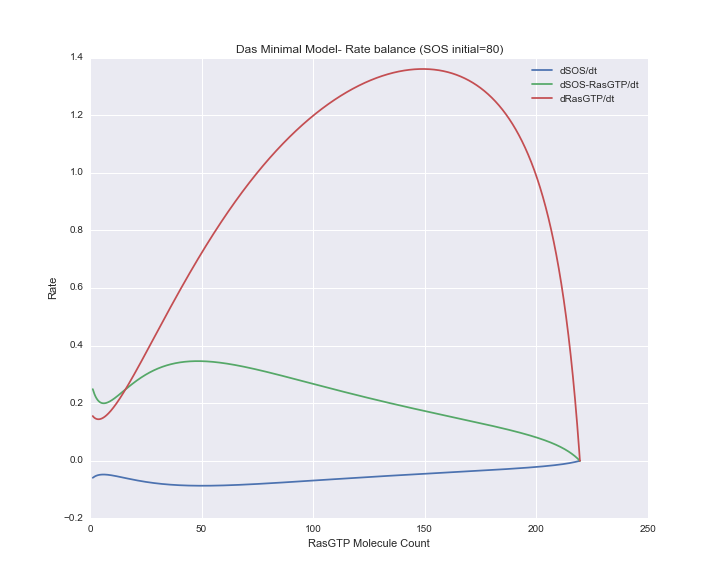 Das Minimal Model- Rate balance (SOS initial=80)
1.4
1.2
1.0
0.8
0.6
0.4
0.2
0.0
−0.2
Rate
dSOS/dt
dSOS-RasGTP/dt
dRasGTP/dt
0 50 100 150 200 250
RasGTP Molecule Count